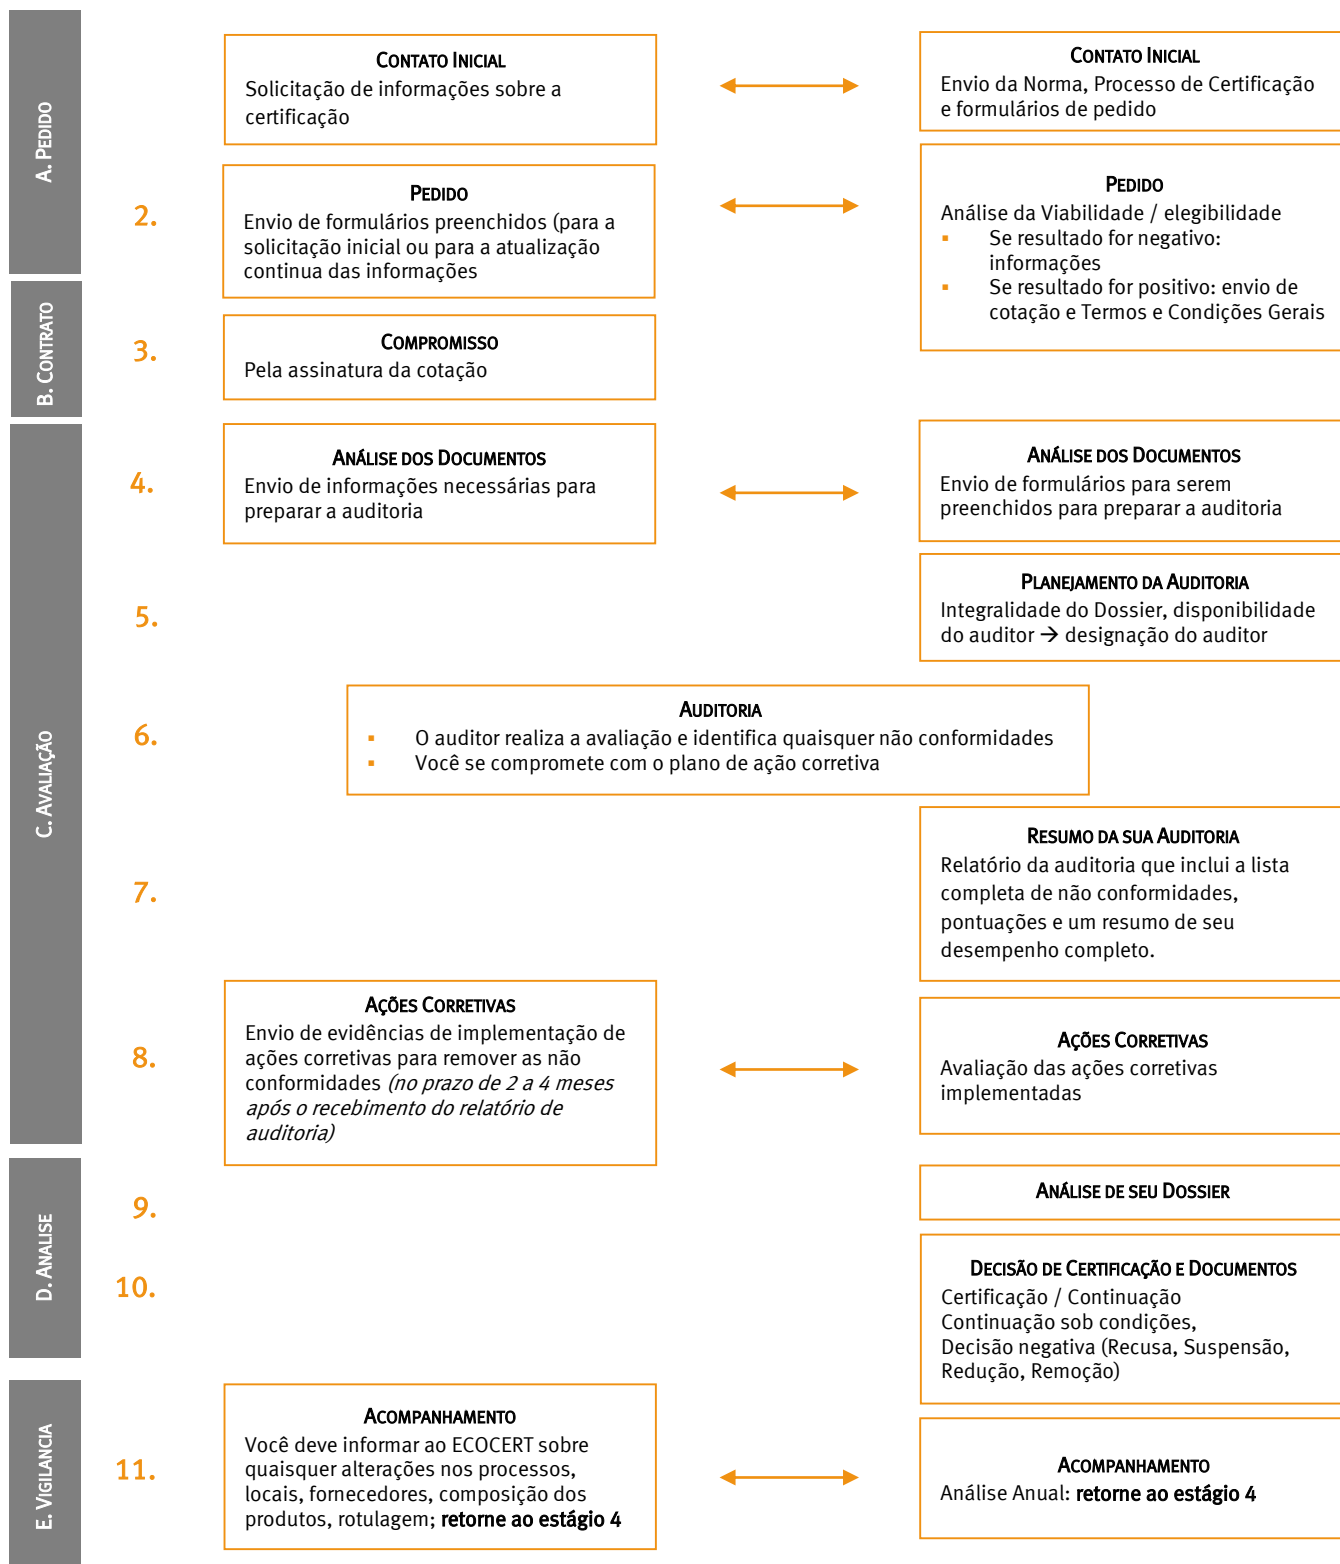 A. PEDIDO
CONTATO INICIAL
Solicitação de informações sobre a
certificação
CONTATO INICIAL
Envio da Norma, Processo de Certificação
e formulários de pedido
2.
PEDIDO
Envio de formulários preenchidos (para a
solicitação inicial ou para a atualização
continua das informações
PEDIDO
Análise da Viabilidade / elegibilidade
▪ Se resultado for negativo:
informações
▪ Se resultado for positivo: envio de
cotação e Termos e Condições Gerais
B. CONTRATO
3.
COMPROMISSO
Pela assinatura da cotação
C. AVALIAÇÃO
4.
ANÁLISE DOS DOCUMENTOS
Envio de informações necessárias para
preparar a auditoria
ANÁLISE DOS DOCUMENTOS
Envio de formulários para serem
preenchidos para preparar a auditoria
5.
PLANEJAMENTO DA AUDITORIA
Integralidade do Dossier, disponibilidade
do auditor → designação do auditor
6.
AUDITORIA
▪ O auditor realiza a avaliação e identifica quaisquer não conformidades
▪ Você se compromete com o plano de ação corretiva
7.
RESUMO DA SUA AUDITORIA
Relatório da auditoria que inclui a lista
completa de não conformidades,
pontuações e um resumo de seu
desempenho completo.
8.
AÇÕES CORRETIVAS
Envio de evidências de implementação de
ações corretivas para remover as não
conformidades (no prazo de 2 a 4 meses
após o recebimento do relatório de
auditoria)
AÇÕES CORRETIVAS
Avaliação das ações corretivas
implementadas
D. ANALISE
9.
ANÁLISE DE SEU DOSSIER
10.
DECISÃO DE CERTIFICAÇÃO E DOCUMENTOS
Certificação / Continuação
Continuação sob condições,
Decisão negativa (Recusa, Suspensão,
Redução, Remoção)
E. VIGILANCIA
11.
ACOMPANHAMENTO
Você deve informar ao ECOCERT sobre
quaisquer alterações nos processos,
locais, fornecedores, composição dos
produtos, rotulagem; retorne ao estágio 4
ACOMPANHAMENTO
Análise Anual: retorne ao estágio 4